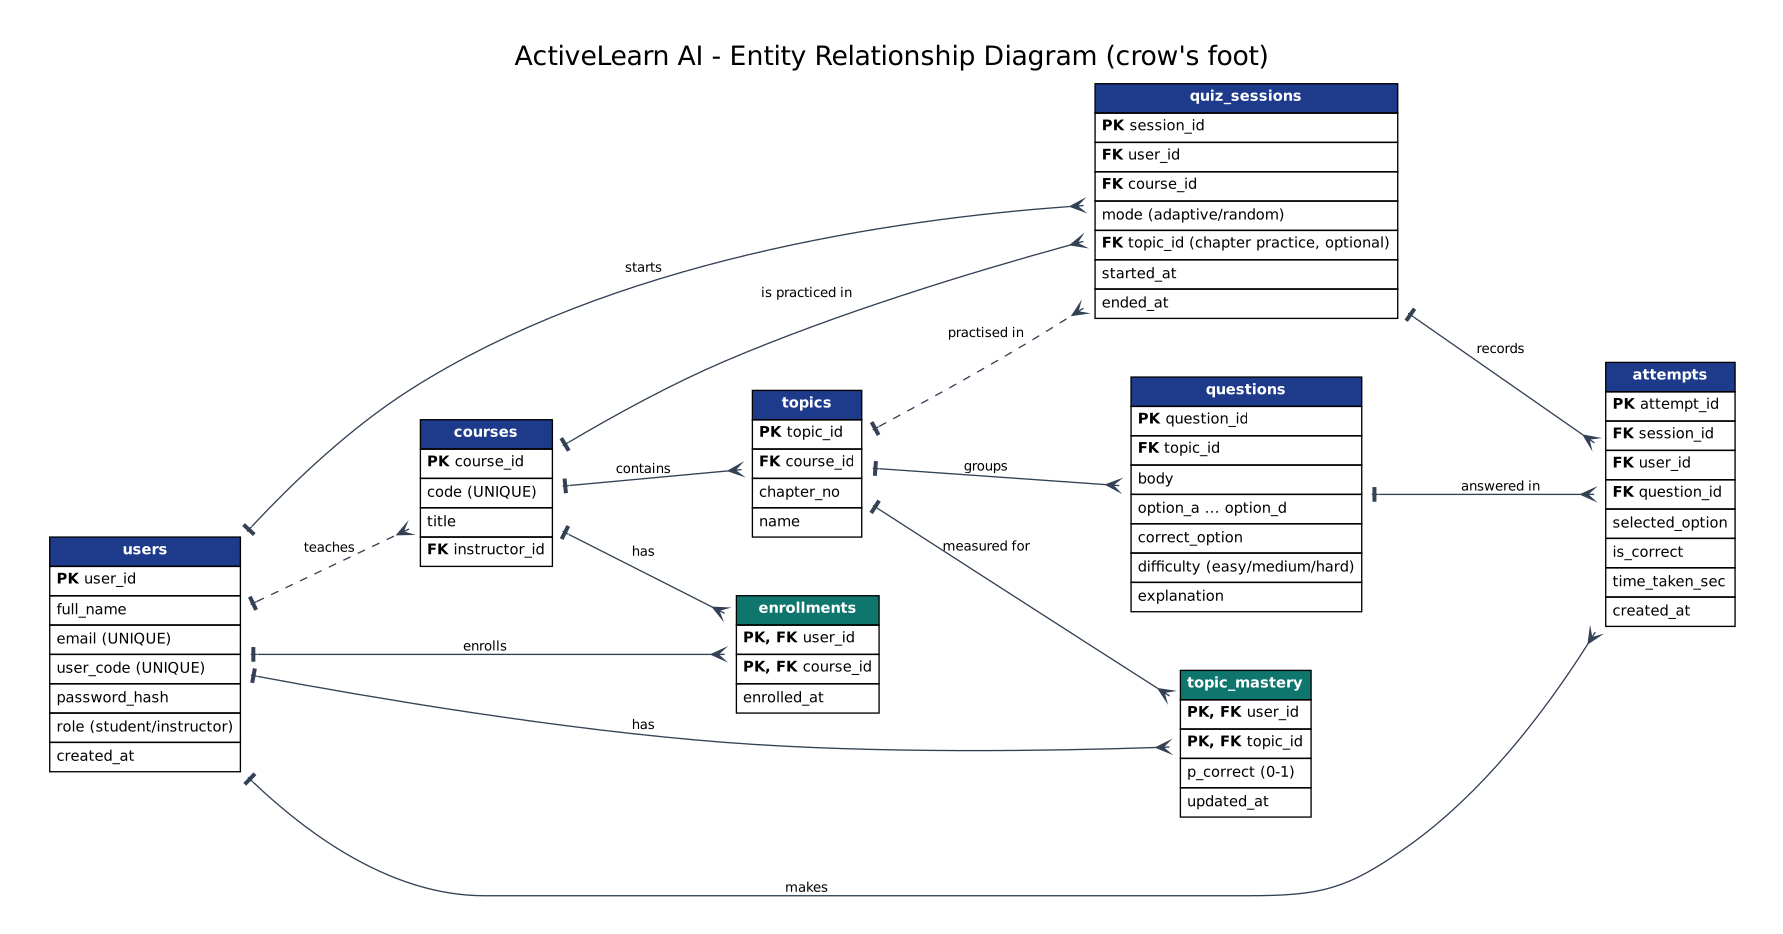 ActiveLearn AI - Entity Relationship Diagram (crow's foot)
quiz_sessions
PK session_id
FK user_id
FK course_id
mode (adaptive/random)
FK topic_id (chapter practice, optional)
started_at
ended_at
starts
is practiced in
practised in
records
attempts
PK attempt_id
FK session_id
FK user_id
FK question_id
selected_option
is_correct
time_taken_sec
created_at
questions
PK question_id
FK topic_id
body
option_a ... option_d
correct_option
difficulty (easy/medium/hard)
explanation
answered in
topics
PK topic_id
FK course_id
chapter_no
name
groups
measured for
courses
PK course_id
code (UNIQUE)
title
FK instructor_id
contains
has
teaches
users
PK user_id
full_name
email (UNIQUE)
user_code (UNIQUE)
password_hash
role (student/instructor)
created_at
enrolls
has
enrollments
PK, FK user_id
PK, FK course_id
enrolled_at
topic_mastery
PK, FK user_id
PK, FK topic_id
p_correct (0-1)
updated_at
makes